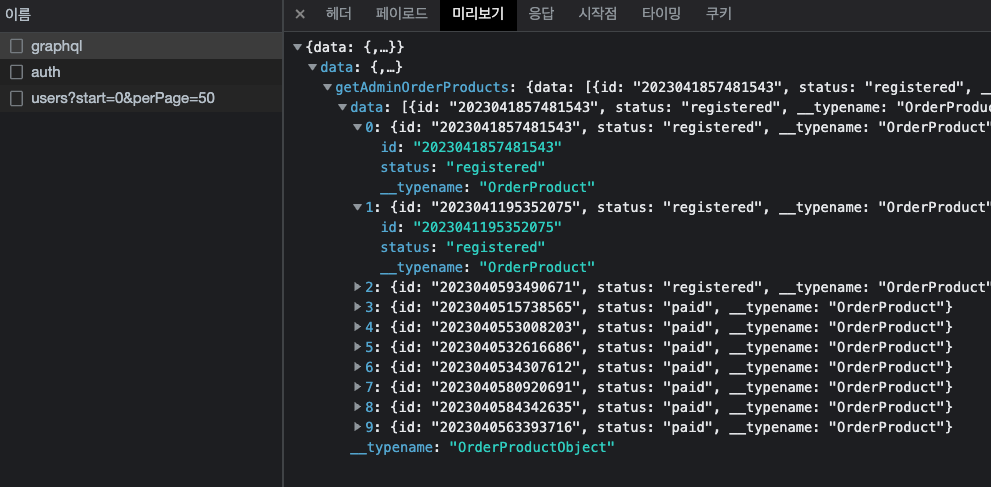 이름
graphql
auth
users?start=0&perPage=50
× 헤더 페이로드 미리보기 응답 시작점 타이밍 쿠키
▼{data: {,…}}
▼data: {,…}
▼getAdminOrderProducts: {data: [{id: "2023041857481543", status: "registered", _
▼data: [{id: "2023041857481543", status: "registered", __typename: "OrderProduc
▼0: {id: "2023041857481543", status: "registered", __typename: "OrderProduct"
id: "2023041857481543"
status: "registered"
__typename: "OrderProduct"
▼1: {id: "2023041195352075", status: "registered", __typename: "OrderProduct"
id: "2023041195352075"
status: "registered"
__typename: "OrderProduct"
▶2: {id: "2023040593490671", status: "registered", __typename: "OrderProduct"
▶3: {id: "2023040515738565", status: "paid", __typename: "OrderProduct"}
▶4: {id: "2023040553008203", status: "paid", __typename: "OrderProduct"}
▶5: {id: "2023040532616686", status: "paid", __typename: "OrderProduct"}
▶6: {id: "2023040534307612", status: "paid", __typename: "OrderProduct"}
▶7: {id: "2023040580920691", status: "paid", __typename: "OrderProduct"}
▶8: {id: "2023040584342635", status: "paid", __typename: "OrderProduct"}
▶9: {id: "2023040563393716", status: "paid", __typename: "OrderProduct"}
__typename: "OrderProductObject"